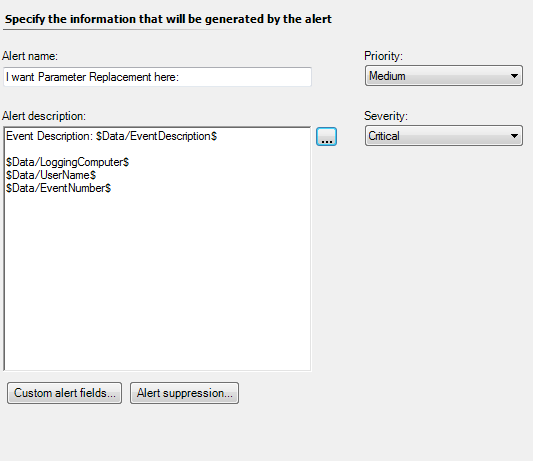 Specify the information that will be generated by the alert
Alert name:
I want Parameter Replacement here:
Priority:
Medium
Alert description:
Event Description: $Data/EventDescription$
$Data/LoggingComputer$
$Data/UserName$
$Data/EventNumber$
...
Severity:
Critical
Custom alert fields...
Alert suppression...